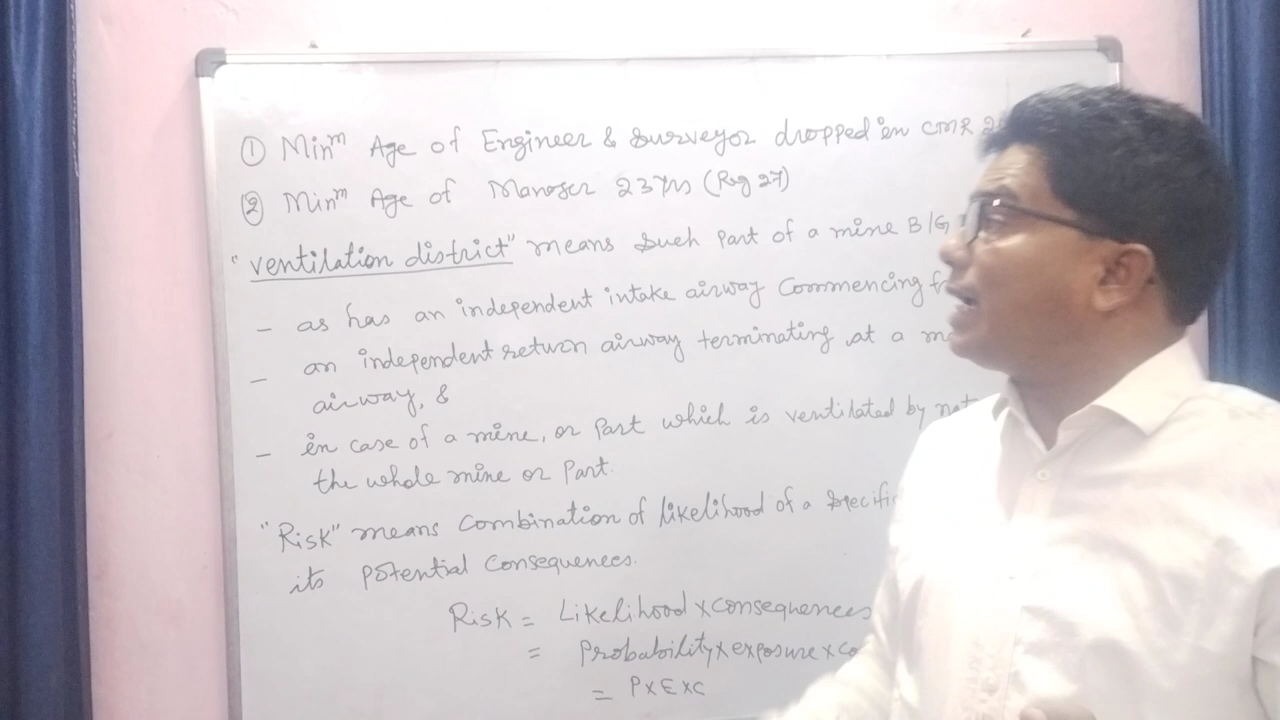 ① Minᵐ Age of Engineer & Surveyor dropped in CMR
② Minᵐ Age of Manager 23 yrs (Reg 27)
"ventilation district" means such part of a mine B/G
- as has an independent intake airway commencing
- an independent return airway terminating at a
airway, &
- in case of a mine, or part which is ventilated by
the whole mine or part.
"Risk" means combination of likelihood of a
its potential consequences.
Risk = Likelihood x consequences
= Probability x exposure x
= P x E x C